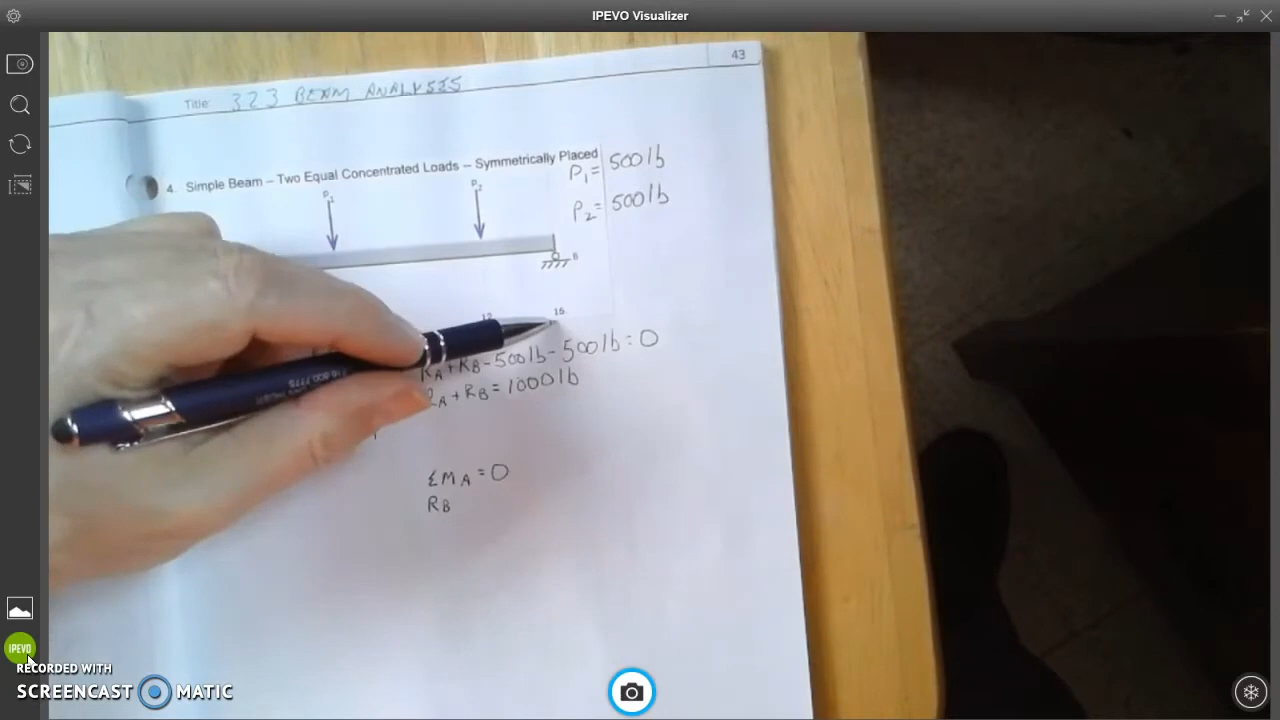 IPEVO Visualizer
43
Title: 323 BEAM ANALYSIS
4. Simple Beam – Two Equal Concentrated Loads – Symmetrically Placed
P1 = 500 lb
P2 = 500 lb
P1
P2
B
12
16
RA + RB - 500 lb - 500 lb = 0
RA + RB = 1000 lb
ΣMA = 0
RB
IPEVO
RECORDED WITH
SCREENCAST MATIC